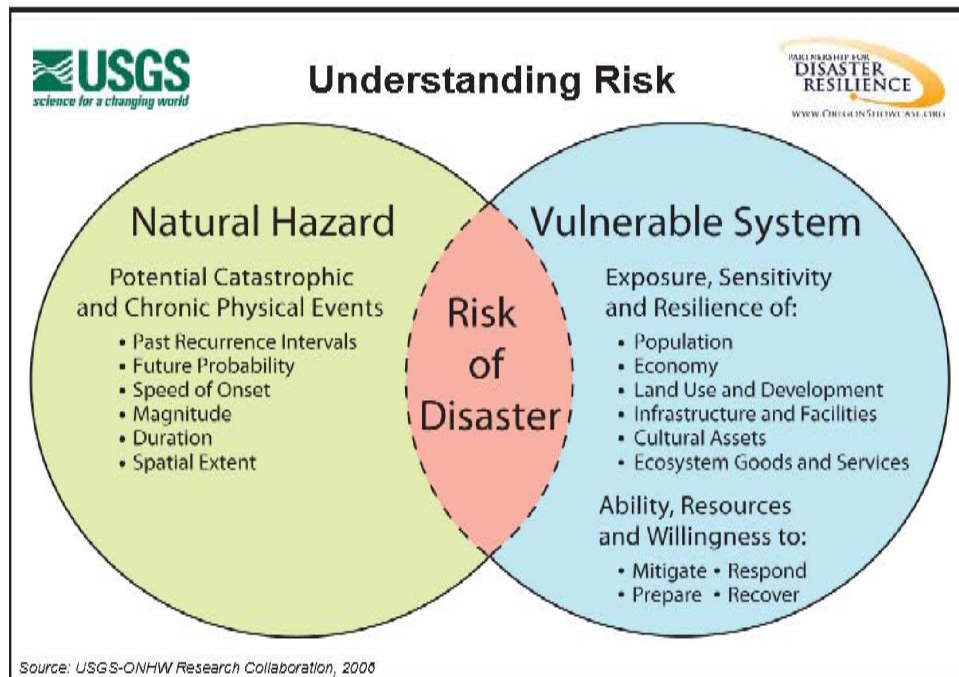 USGS
science for a changing world
Understanding Risk
PARTNERSHIP FOR
DISASTER
RESILIENCE
WWW.OREGONSHOWCASE.ORG
Natural Hazard
Potential Catastrophic
and Chronic Physical Events
• Past Recurrence Intervals
• Future Probability
• Speed of Onset
• Magnitude
• Duration
• Spatial Extent
Risk
of
Disaster
Vulnerable System
Exposure, Sensitivity
and Resilience of:
• Population
• Economy
• Land Use and Development
• Infrastructure and Facilities
• Cultural Assets
• Ecosystem Goods and Services
Ability, Resources
and Willingness to:
• Mitigate • Respond
• Prepare • Recover
Source: USGS-ONHW Research Collaboration, 2006